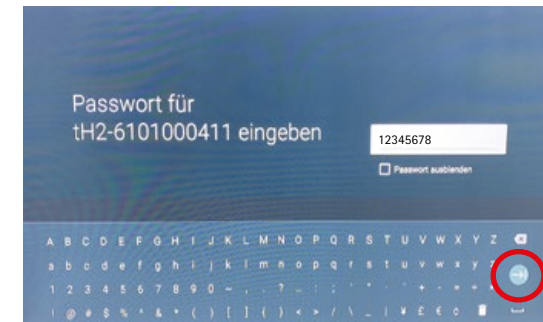 Passwort für
tH2-6101000411 eingeben
12345678
Passwort ausblenden
A B C D E F G H I J K L M N O P Q R S T U V W X Y Z
a b c d e f g h i j k l m n o p q r s t u v w x y z
1 2 3 4 5 6 7 8 9 0 ~
! @ # $ % ^ & * ( ) [ ] { } < > / \ _ | ¥ £ €